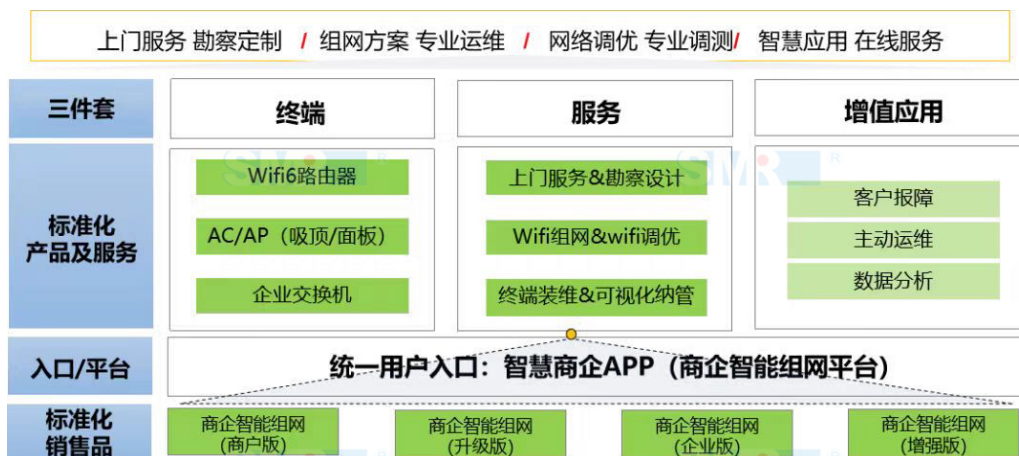 上门服务 勘察定制 / 组网方案 专业运维 / 网络调优 专业调测/ 智慧应用 在线服务
三件套
终端
服务
增值应用
标准化
产品及服务
Wifi6路由器
AC/AP（吸顶/面板）
企业交换机
上门服务&勘察设计
Wifi组网&wifi调优
终端装维&可视化纳管
客户报障
主动运维
数据分析
SMR®
SMR®
入口/平台
统一用户入口：智慧商企APP（商企智能组网平台）
标准化
销售品
商企智能组网
(商户版)
商企智能组网
(升级版)
商企智能组网
(企业版)
商企智能组网
(增强版)